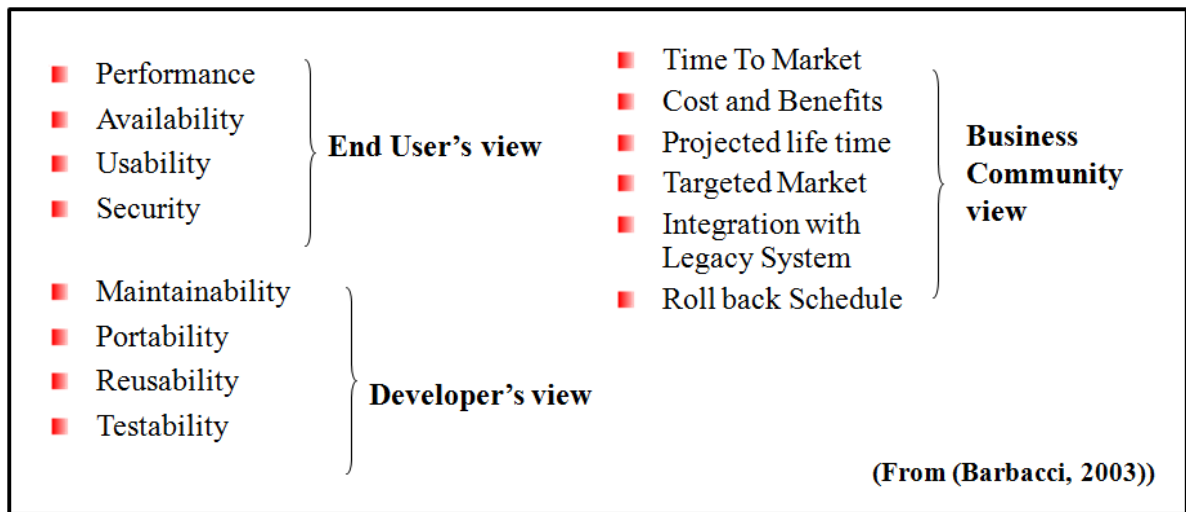 Performance
Availability
Usability
Security
End User’s view
Maintainability
Portability
Reusability
Testability
Developer’s view
Time To Market
Cost and Benefits
Projected life time
Targeted Market
Integration with
Legacy System
Roll back Schedule
Business
Community
view
(From (Barbacci, 2003))